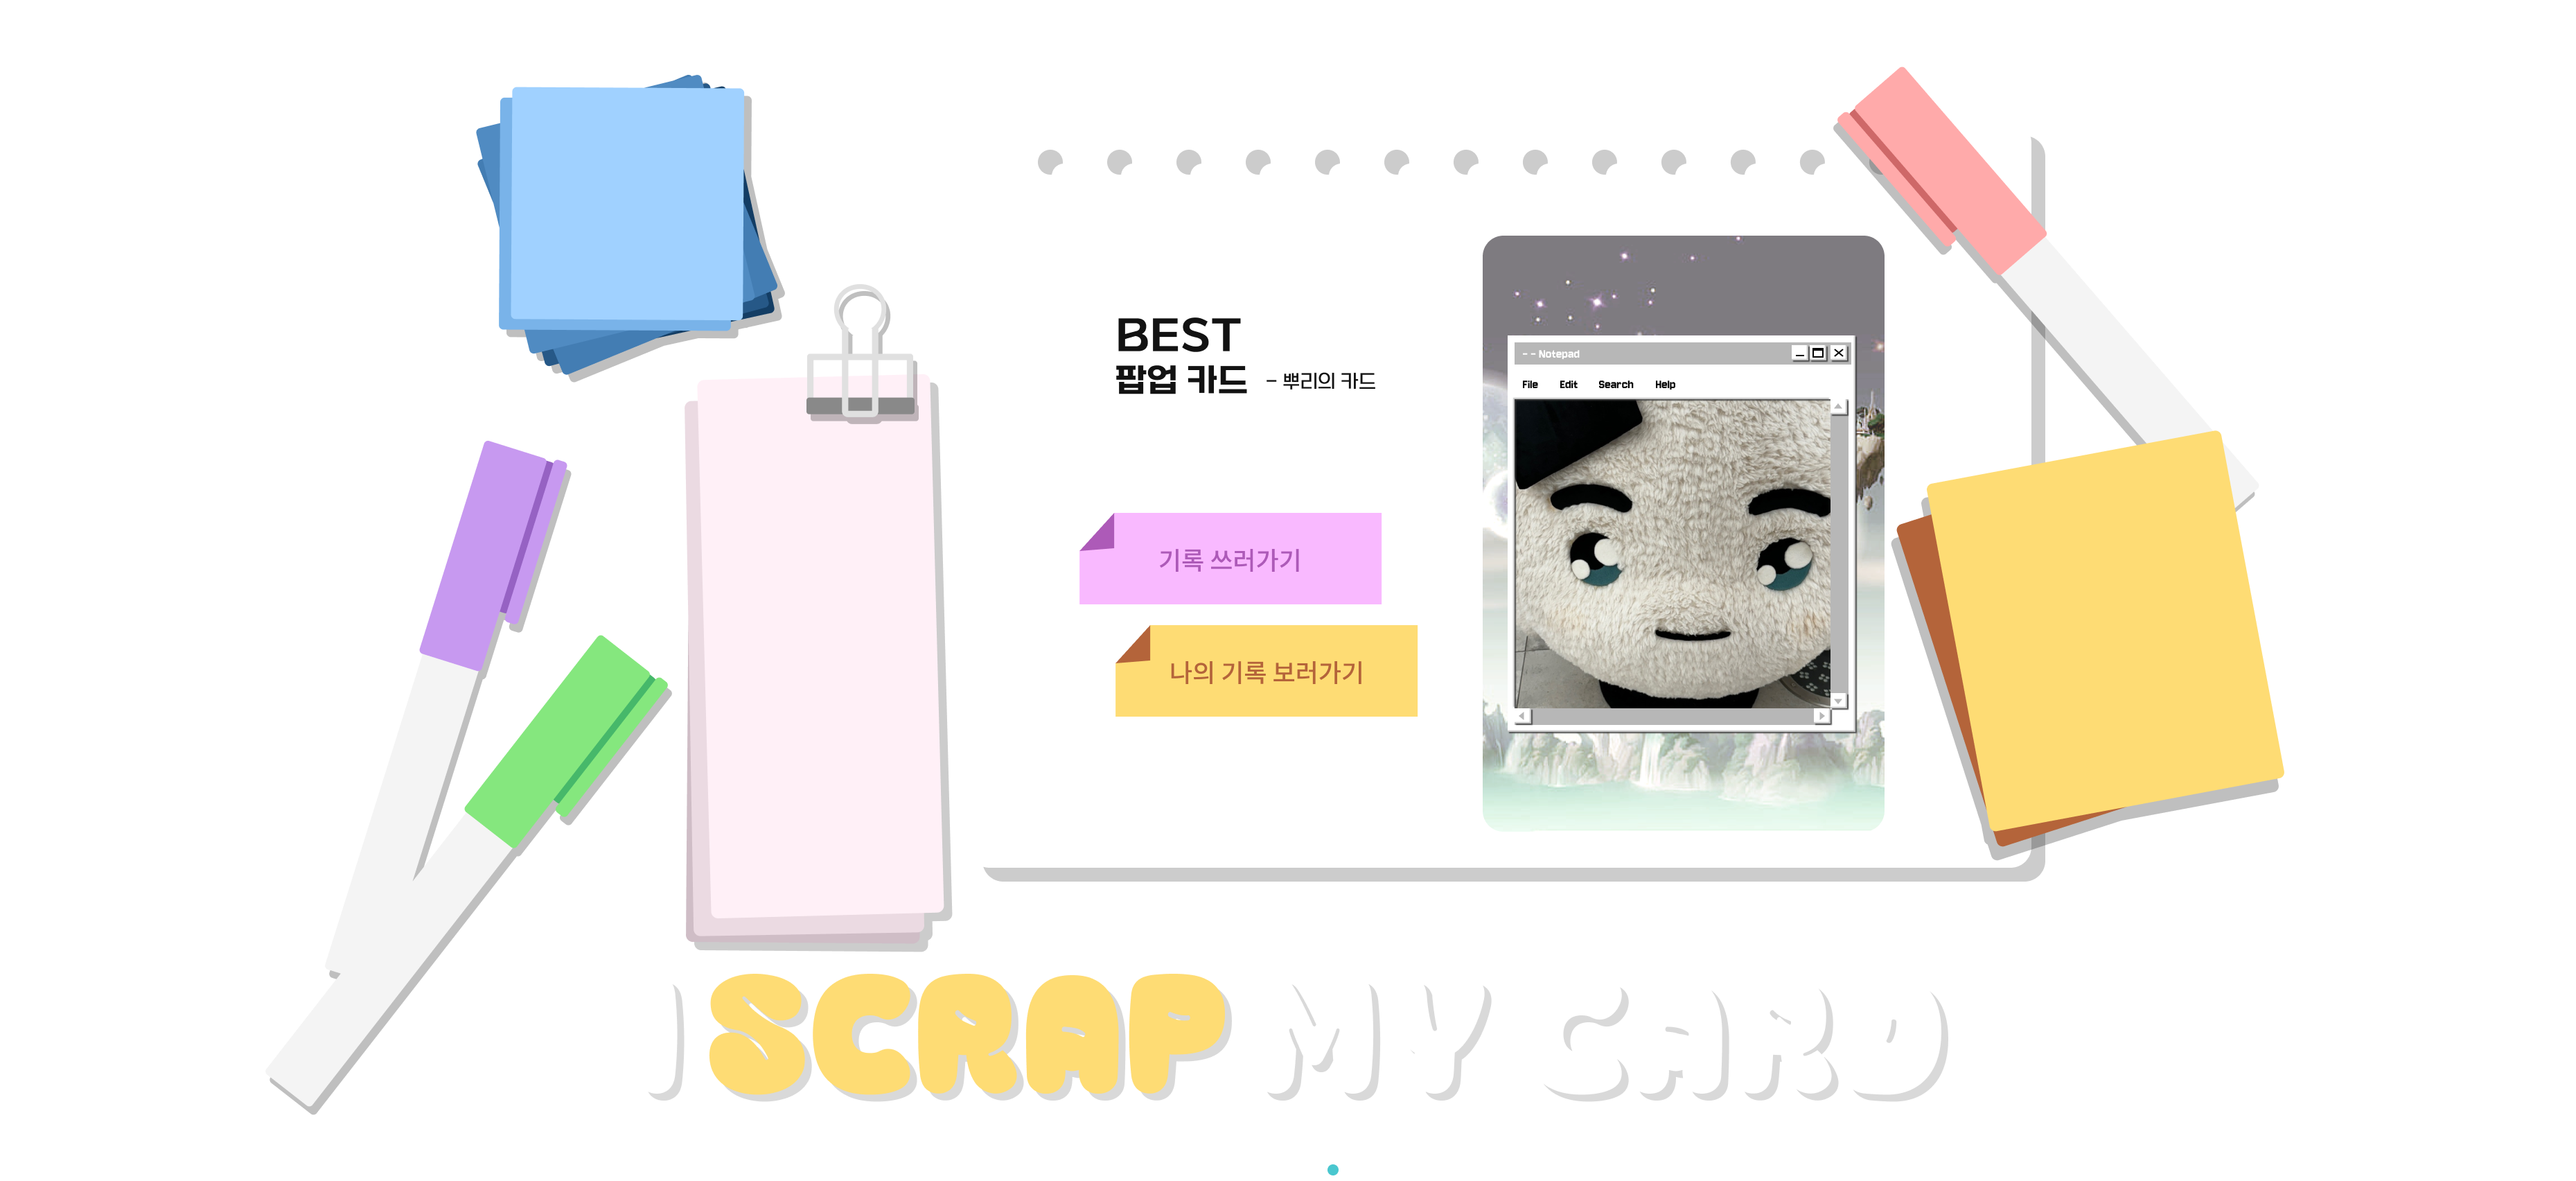 BEST
팝업 카드 - 뿌리의 카드
기록 쓰러가기
나의 기록 보러가기
~ ~ Notepad
File Edit Search Help
I SCRAP MY CARD